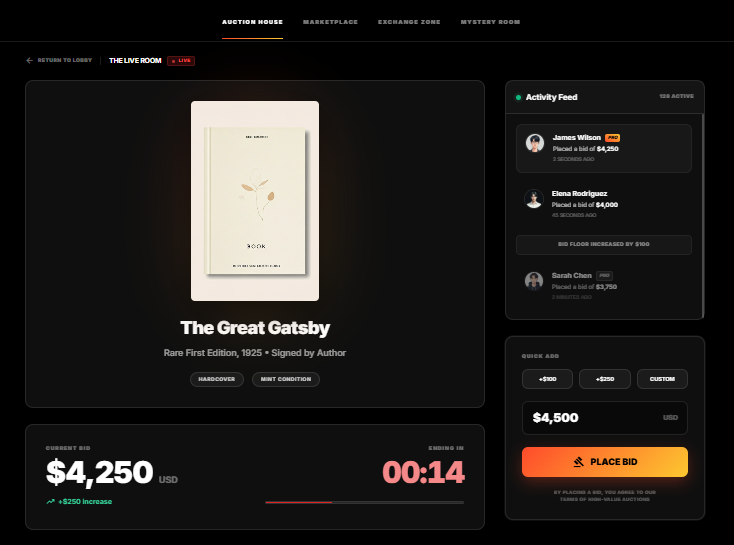 AUCTION HOUSE
MARKETPLACE
EXCHANGE ZONE
MYSTERY ROOM
RETURN TO LOBBY
THE LIVE ROOM
LIVE
BOOK
The Great Gatsby
Rare First Edition, 1925 • Signed by Author
HARDCOVER
MINT CONDITION
CURRENT BID
$4,250 USD
+$250 increase
ENDING IN
00:14
Activity Feed
128 ACTIVE
James Wilson PRO
Placed a bid of $4,250
2 SECONDS AGO
Elena Rodriguez
Placed a bid of $4,000
45 SECONDS AGO
BID FLOOR INCREASED BY $100
Sarah Chen PRO
Placed a bid of $3,750
2 MINUTES AGO
QUICK ADD
+$100
+$250
CUSTOM
$4,500 USD
PLACE BID
BY PLACING A BID, YOU AGREE TO OUR
TERMS OF HIGH-VALUE AUCTIONS